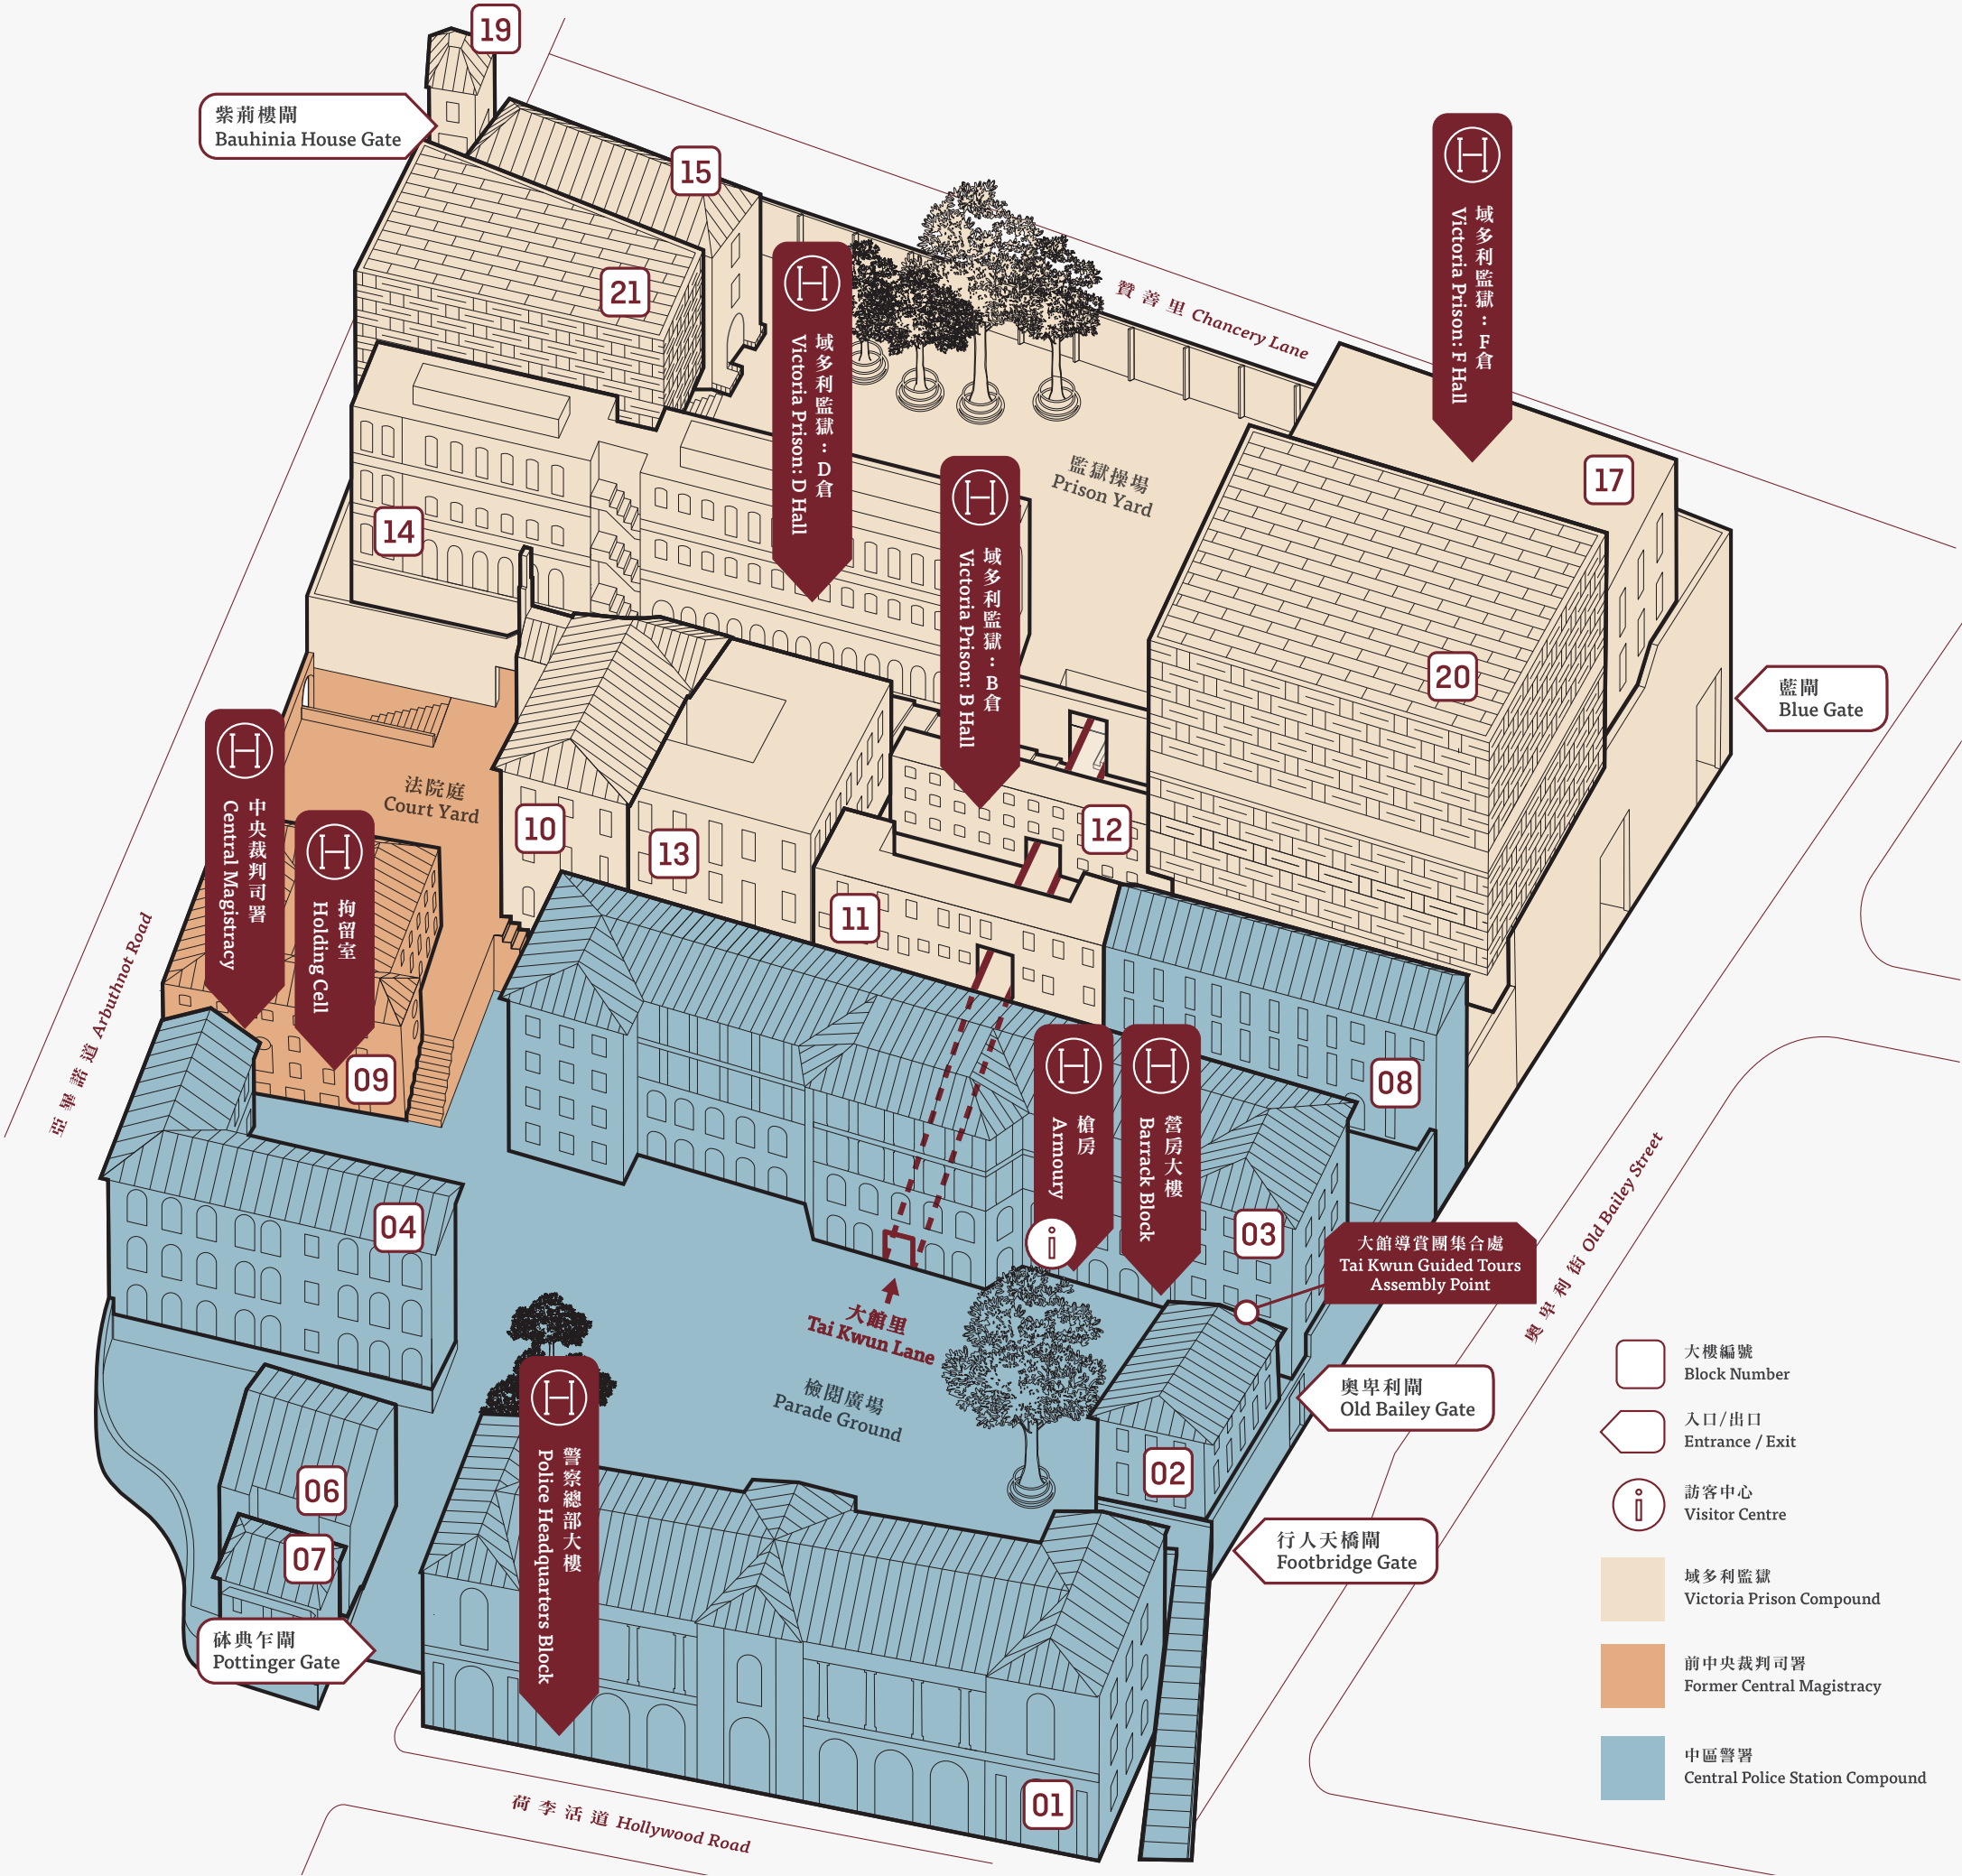 19
紫荊樓閘
Bauhinia House Gate
15
21
贊善里 Chancery Lane
域多利監獄：F倉
Victoria Prison: F Hall
17
域多利監獄：D倉
Victoria Prison: D Hall
監獄操場
Prison Yard
域多利監獄：B倉
Victoria Prison: B Hall
14
20
藍閘
Blue Gate
法院庭
Court Yard
中央裁判司署
Central Magistracy
拘留室
Holding Cell
10
13
12
11
亞畢諾道 Arbuthnot Road
09
08
槍房
Armoury
營房大樓
Barrack Block
04
03
大館導賞團集合處
Tai Kwun Guided Tours
Assembly Point
奧卑利街 Old Bailey Street
大館里
Tai Kwun Lane
檢閱廣場
Parade Ground
奧卑利閘
Old Bailey Gate
警察總部大樓
Police Headquarters Block
06
02
07
行人天橋閘
Footbridge Gate
砵典乍閘
Pottinger Gate
01
荷李活道 Hollywood Road
大樓編號
Block Number
入口/出口
Entrance / Exit
訪客中心
Visitor Centre
域多利監獄
Victoria Prison Compound
前中央裁判司署
Former Central Magistracy
中區警署
Central Police Station Compound